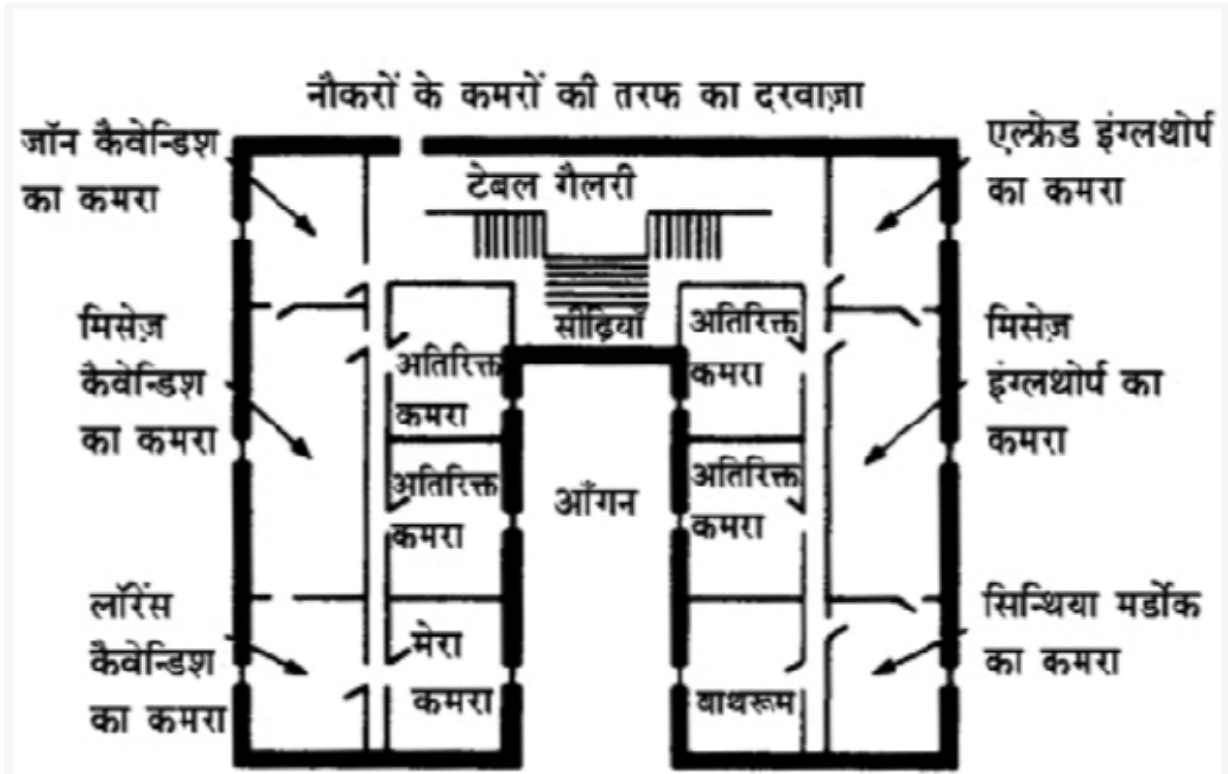 नौकरों के कमरों की तरफ का दरवाज़ा
जॉन कैवेन्डिश
का कमरा
टेबल गैलरी
एल्फ्रेड इंग्लथोर्प
का कमरा
सीढ़ियाँ
मिसेज़
कैवेन्डिश
का कमरा
अतिरिक्त
कमरा
अतिरिक्त
कमरा
मिसेज़
इंग्लथोर्प का
कमरा
अतिरिक्त
कमरा
आँगन
अतिरिक्त
कमरा
लॉरेंस
कैवेन्डिश
का कमरा
मेरा
कमरा
बाथरूम
सिन्थिया मर्डोक
का कमरा